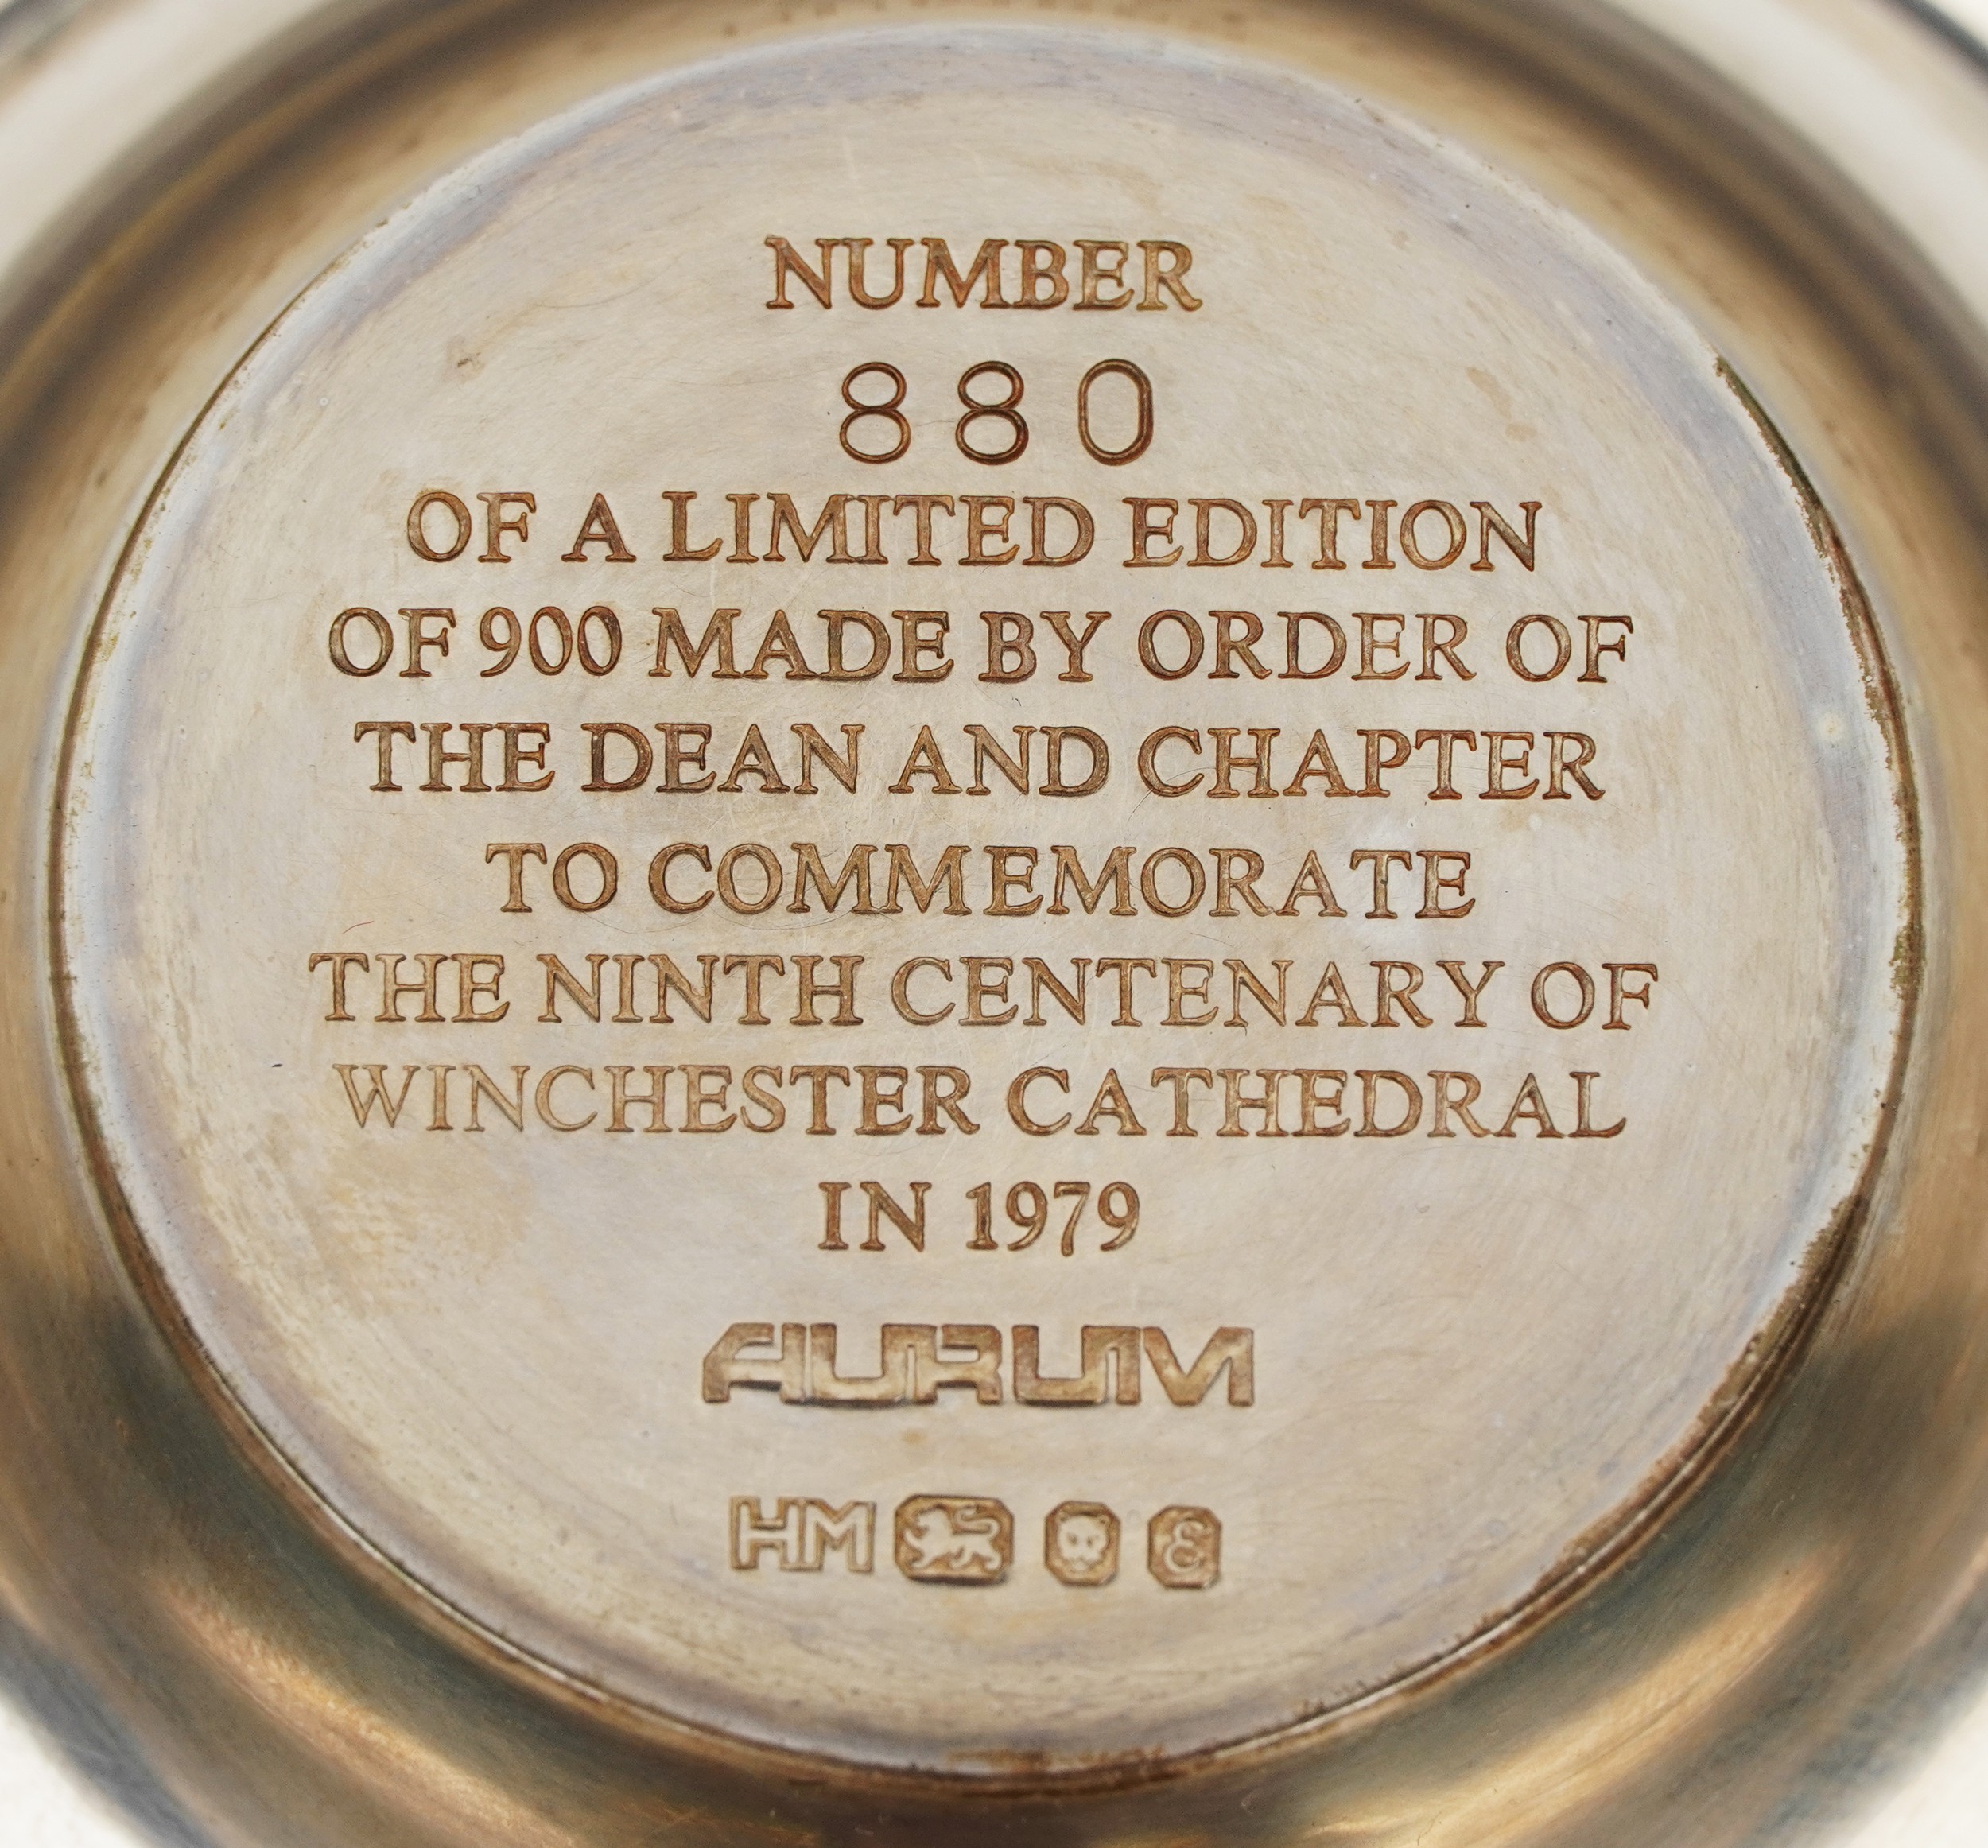 NUMBER
880
OF A LIMITED EDITION
OF 900 MADE BY ORDER OF
THE DEAN AND CHAPTER
TO COMMEMORATE
THE NINTH CENTENARY OF
WINCHESTER CATHEDRAL
IN 1979
AURUM
HM ε